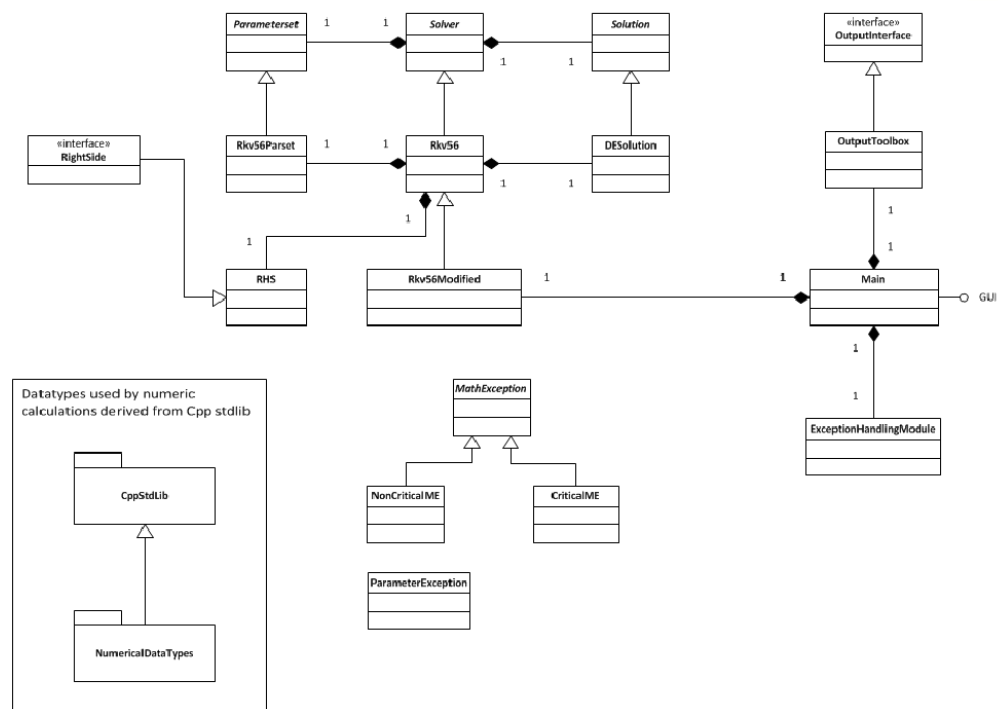 Parameterset
1
1
Solver
1
1
Solution
«interface»
OutputInterface
«interface»
RightSide
Rkv56Parset
1
1
Rkv56
1
1
DESolution
OutputToolbox
1
1
1
1
RHS
Rkv56Modified
1
1
Main
GUI
1
1
ExceptionHandlingModule
Datatypes used by numeric
calculations derived from Cpp stdlib
CppStdLib
NumericalDataTypes
MathException
NonCriticalME
CriticalME
ParameterException